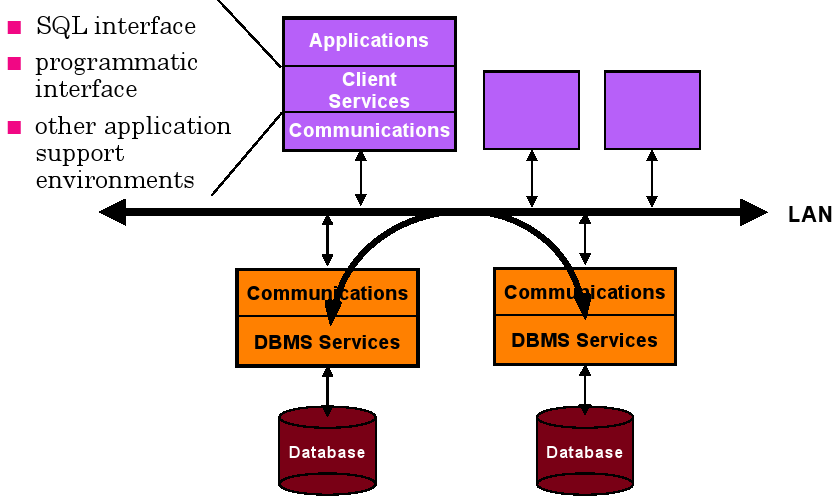 SQL interface
programmatic
interface
other application
support
environments
Applications
Client
Services
Communications
LAN
Communications
DBMS Services
Communications
DBMS Services
Database
Database